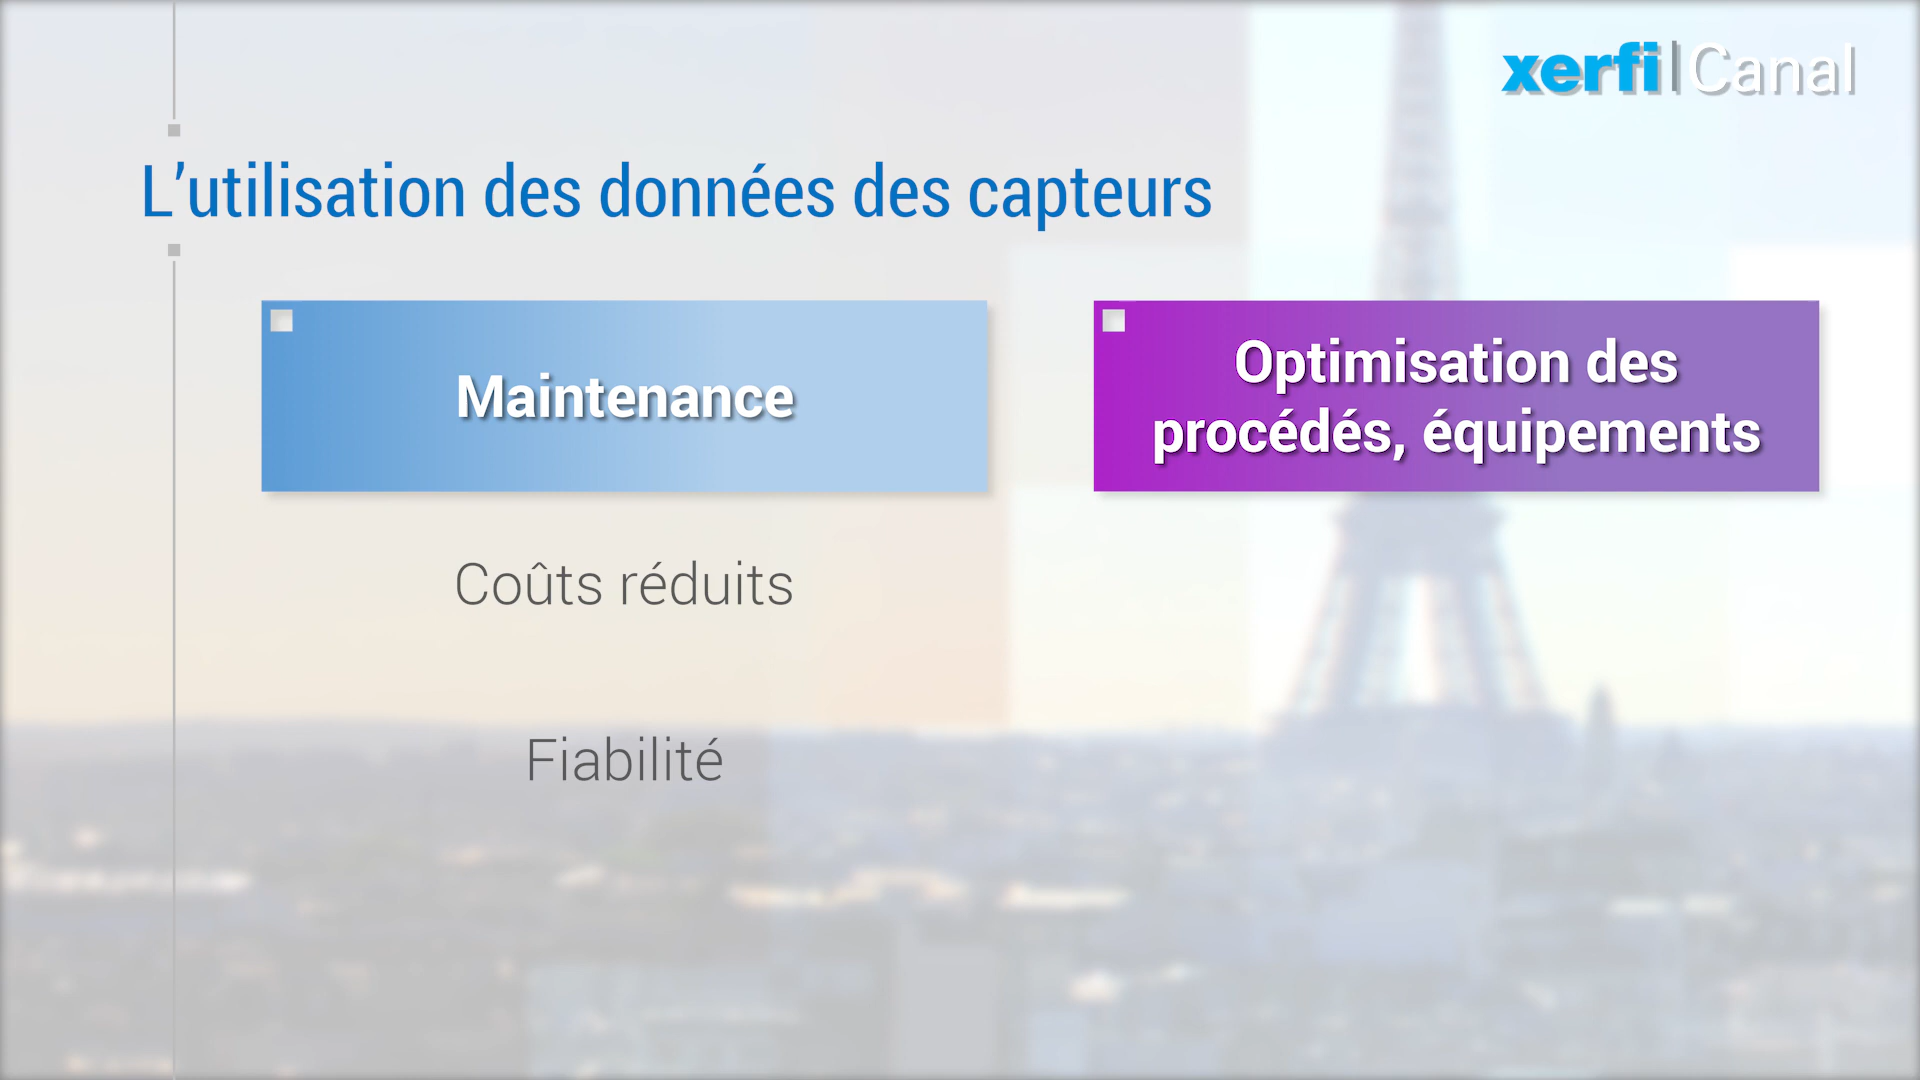 xerfi | Canal
L’utilisation des données des capteurs
Maintenance
Coûts réduits
Fiabilité
Optimisation des
procédés, équipements